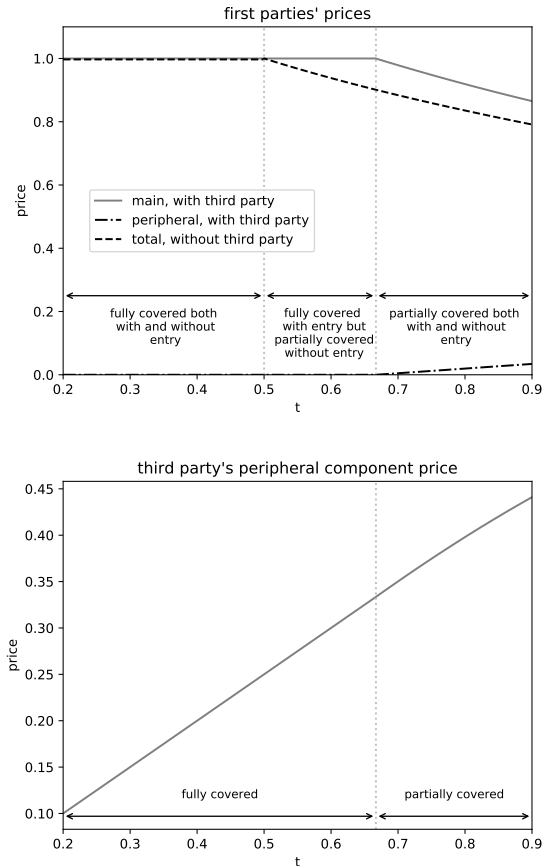 first parties' prices
1.0
0.8
0.6
0.4
0.2
0.0
price
main, with third party
peripheral, with third party
total, without third party
fully covered both
with and without
entry
fully covered
with entry but
partially covered
without entry
partially covered both
with and without
entry
0.2 0.3 0.4 0.5 0.6 0.7 0.8 0.9
t
third party's peripheral component price
0.45
0.40
0.35
0.30
0.25
0.20
0.15
0.10
price
fully covered
partially covered
0.2 0.3 0.4 0.5 0.6 0.7 0.8 0.9
t